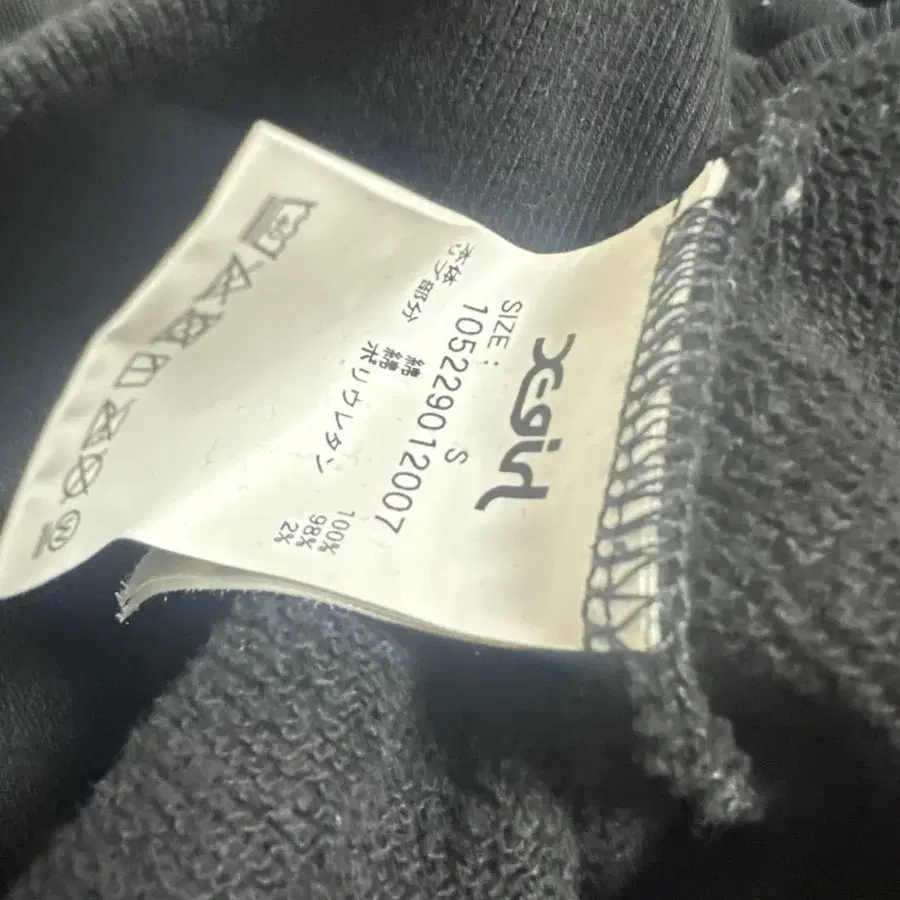 X-girl
SIZE : S
105229012007
本体 綿 100%
リブ部分 綿 98%
ポリウレタン 2%
40